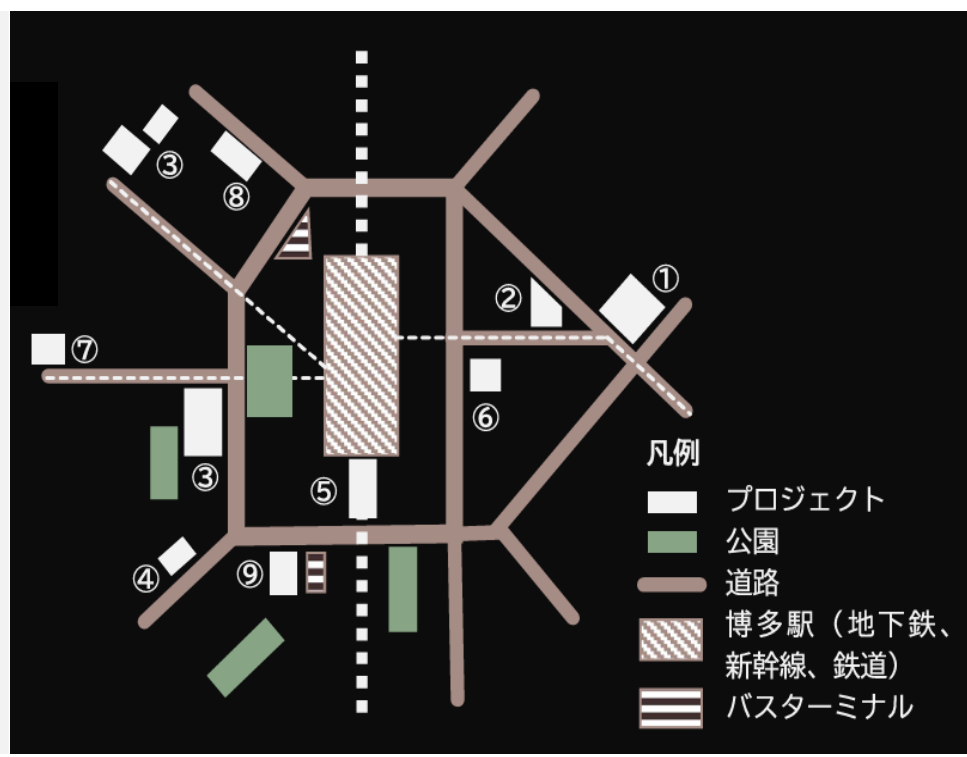 ③
⑧
①
②
⑦
⑥
③
⑤
④
⑨
凡例
プロジェクト
公園
道路
博多駅（地下鉄、
新幹線、鉄道）
バスターミナル